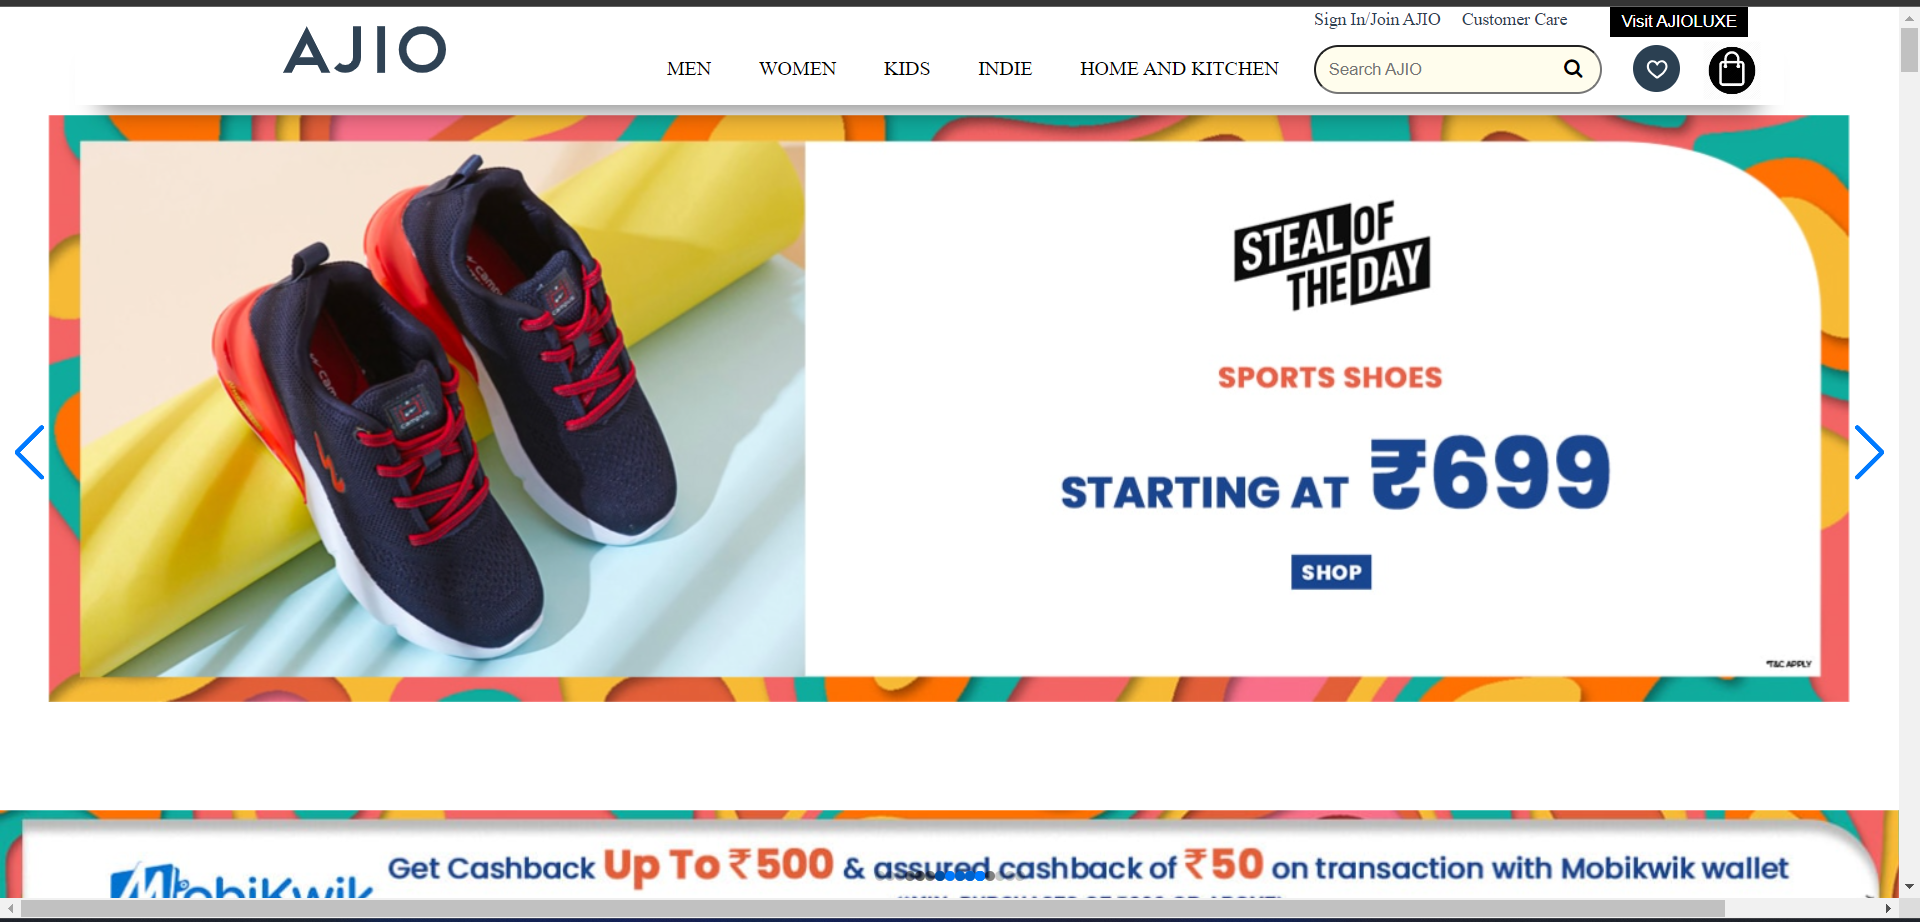 Sign In/Join AJIO
Customer Care
Visit AJIOLUXE
AJIO
MEN
WOMEN
KIDS
INDIE
HOME AND KITCHEN
Search AJIO
STEAL OF
THE DAY
campus
campus
SPORTS SHOES
STARTING AT ₹699
SHOP
*T&C APPLY
MobiKwik
Get Cashback Up To ₹500 & assured cashback of ₹50 on transaction with Mobikwik wallet